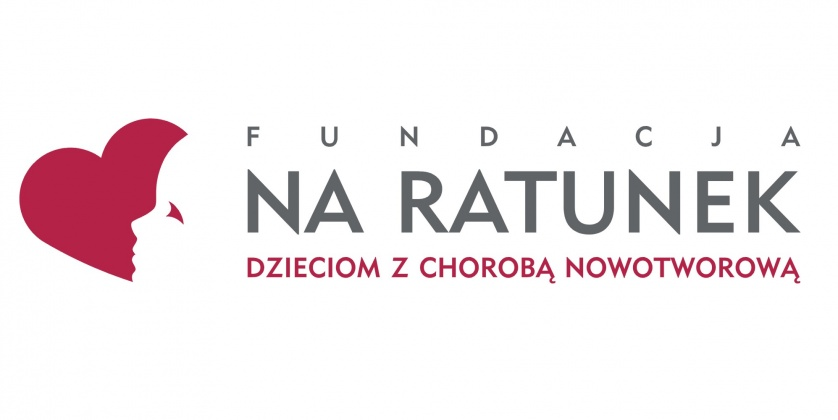 FUNDACJA
NA RATUNEK
DZIECIOM Z CHOROBĄ NOWOTWOROWĄ